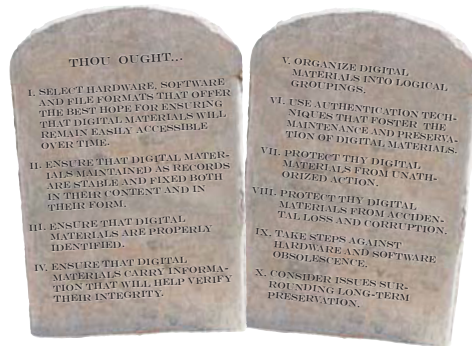 THOU OUGHT...
I. SELECT HARDWARE, SOFTWARE
AND FILE FORMATS THAT OFFER
THE BEST HOPE FOR ENSURING
THAT DIGITAL MATERIALS WILL
REMAIN EASILY ACCESSIBLE
OVER TIME.
II. ENSURE THAT DIGITAL MATER-
IALS MAINTAINED AS RECORDS
ARE STABLE AND FIXED BOTH
IN THEIR CONTENT AND IN
THEIR FORM.
III. ENSURE THAT DIGITAL
MATERIALS ARE PROPERLY
IDENTIFIED.
IV. ENSURE THAT DIGITAL
MATERIALS CARRY INFORMA-
TION THAT WILL HELP VERIFY
THEIR INTEGRITY.
V. ORGANIZE DIGITAL
MATERIALS INTO LOGICAL
GROUPINGS.
VI. USE AUTHENTICATION TECH-
NIQUES THAT FOSTER THE
MAINTENANCE AND PRESERVA-
TION OF DIGITAL MATERIALS.
VII. PROTECT THY DIGITAL
MATERIALS FROM UNATH-
ORIZED ACTION.
VIII. PROTECT THY DIGITAL
MATERIALS FROM ACCIDEN-
TAL LOSS AND CORRUPTION.
IX. TAKE STEPS AGAINST
HARDWARE AND SOFTWARE
OBSOLESCENCE.
X. CONSIDER ISSUES SUR-
ROUNDING LONG-TERM
PRESERVATION.